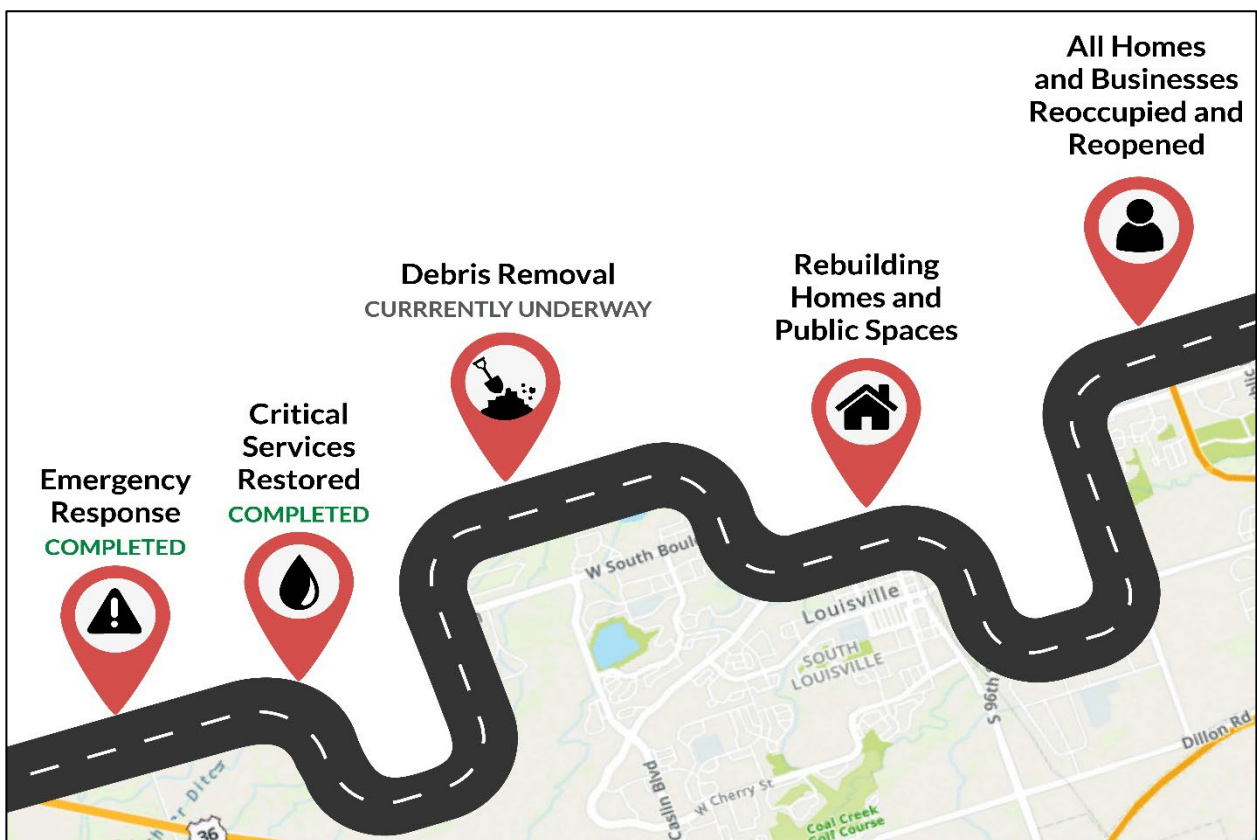 Emergency
Response
COMPLETED
Critical
Services
Restored
COMPLETED
Debris Removal
CURRRENTLY UNDERWAY
Rebuilding
Homes and
Public Spaces
All Homes
and Businesses
Reoccupied and
Reopened
W South Boul
Louisville
SOUTH
LOUISVILLE
S 96th
Dillon Rd
W Cherry St
Coal Creek
Golf Course
36